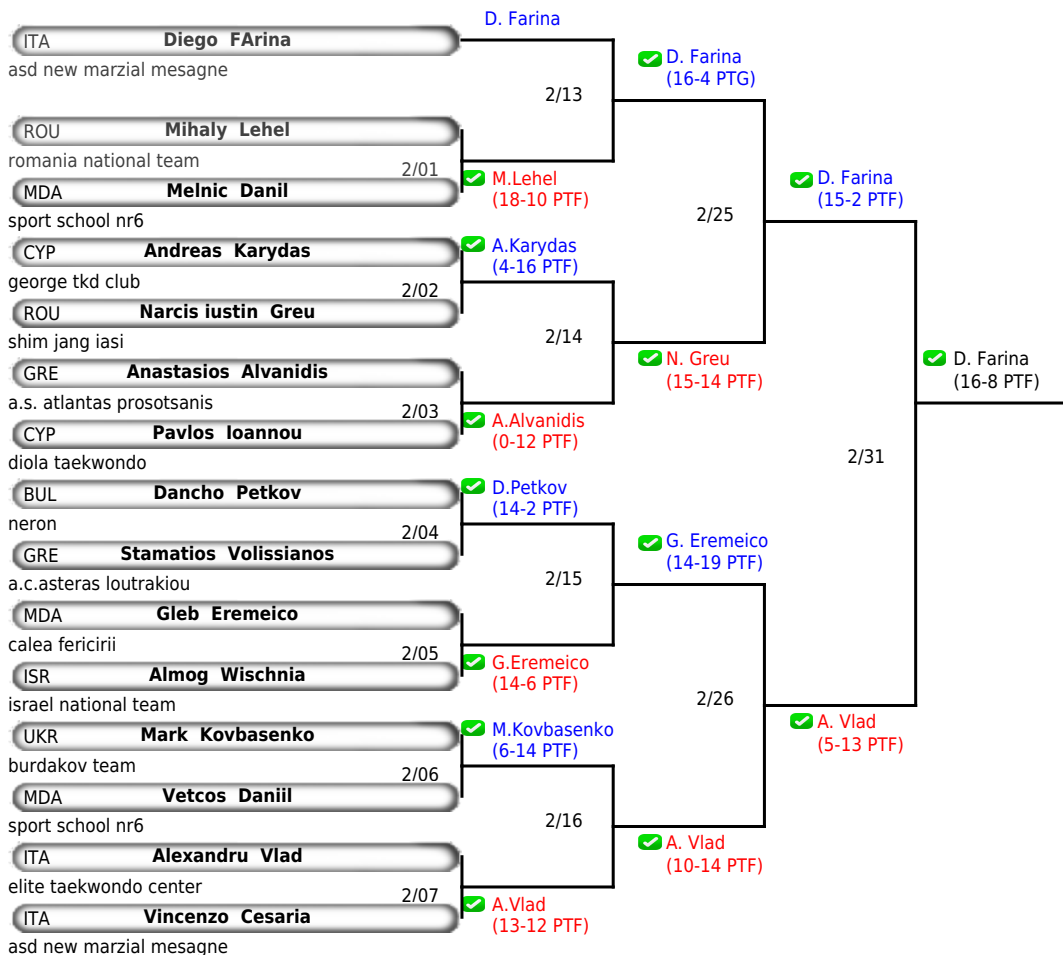 D. Farina
ITA Diego FArina
asd new marzial mesagne
D. Farina
(16-4 PTG)
2/13
ROU Mihaly Lehel
romania national team
2/01
MDA Melnic Danil
sport school nr6
M.Lehel
(18-10 PTF)
D. Farina
(15-2 PTF)
2/25
CYP Andreas Karydas
george tkd club
A.Karydas
(4-16 PTF)
2/02
ROU Narcis iustin Greu
shim jang iasi
2/14
GRE Anastasios Alvanidis
a.s. atlantas prosotsanis
N. Greu
(15-14 PTF)
D. Farina
(16-8 PTF)
2/03
CYP Pavlos Ioannou
diola taekwondo
A.Alvanidis
(0-12 PTF)
2/31
BUL Dancho Petkov
neron
D.Petkov
(14-2 PTF)
2/04
GRE Stamatios Volissianos
a.c.asteras loutrakiou
G. Eremeico
(14-19 PTF)
2/15
MDA Gleb Eremeico
calea fericirii
2/05
ISR Almog Wischnia
israel national team
G.Eremeico
(14-6 PTF)
2/26
UKR Mark Kovbasenko
burdakov team
M.Kovbasenko
(6-14 PTF)
A. Vlad
(5-13 PTF)
2/06
MDA Vetcos Daniil
sport school nr6
2/16
ITA Alexandru Vlad
elite taekwondo center
A. Vlad
(10-14 PTF)
2/07
ITA Vincenzo Cesaria
asd new marzial mesagne
A.Vlad
(13-12 PTF)